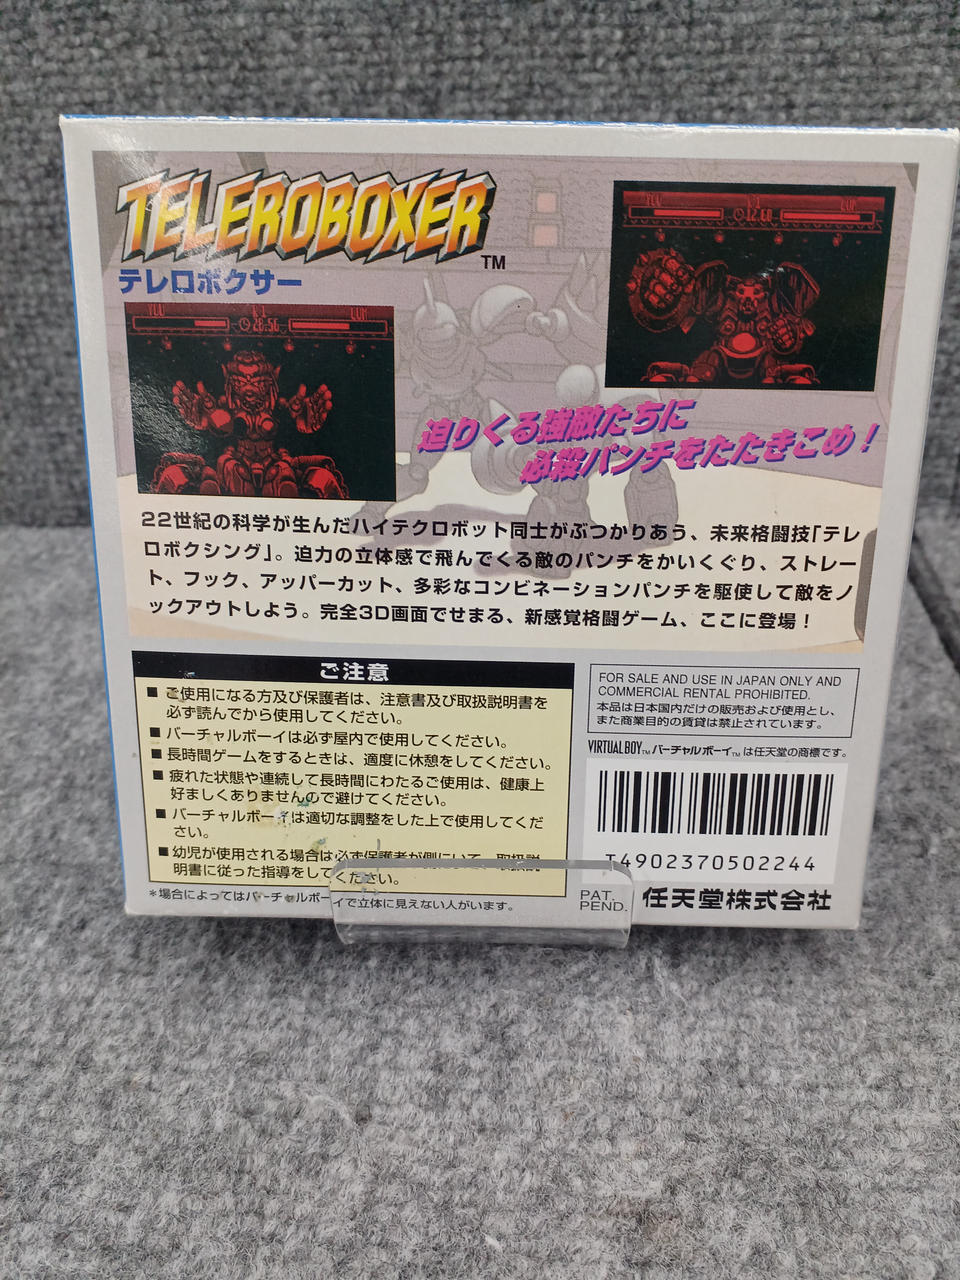 TELEROBOXER
TM
テレロボクサー
YOU R1 COM
12.60
YOU R1 COM
28.56
迫りくる強敵たちに
必殺パンチをたたきこめ！
22世紀の科学が生んだハイテクロボット同士がぶつかりあう、未来格闘技「テレ
ロボクシング」。迫力の立体感で飛んでくる敵のパンチをかいくぐり、ストレー
ト、フック、アッパーカット、多彩なコンビネーションパンチを駆使して敵をノ
ックアウトしよう。完全3D画面でせまる、新感覚格闘ゲーム、ここに登場！
ご注意
■ ご使用になる方及び保護者は、注意書及び取扱説明書を
必ず読んでから使用してください。
■ バーチャルボーイは必ず屋内で使用してください。
■ 長時間ゲームをするときは、適度に休憩をしてください。
■ 疲れた状態や連続して長時間にわたるご使用は、健康上
好ましくありませんので避けてください。
■ バーチャルボーイは適切な調整をした上で使用してくだ
さい。
■ 幼児が使用される場合は必ず保護者が側にいて、取扱説
明書に従った指導をしてください。
*場合によってはバーチャルボーイで立体に見えない人がいます。
FOR SALE AND USE IN JAPAN ONLY AND
COMMERCIAL RENTAL PROHIBITED.
本品は日本国内だけの販売および使用とし、
また商業目的の賃貸は禁止されています。
VIRTUAL BOY TM バーチャルボーイ TM は任天堂の商標です。
T4902370502244
PAT.
PEND.
任天堂株式会社